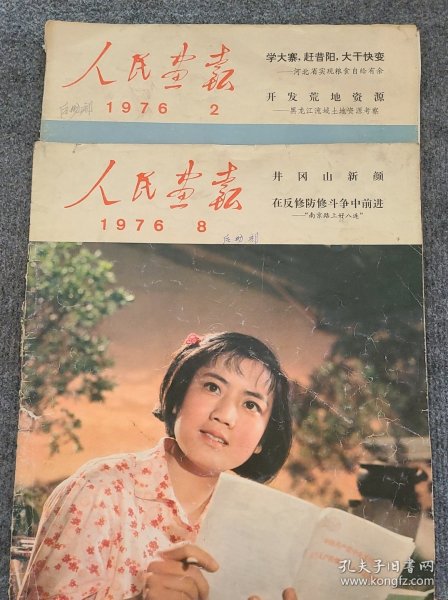 人民画报
1976 2
学大寨，赶昔阳，大干快变
——河北省实现粮食自给有余
开发荒地资源
——黑龙江流域土地资源考察
人民画报
1976 8
井冈山新颜
在反修防修斗争中前进
——“南京路上好八连”
孔夫子旧书网